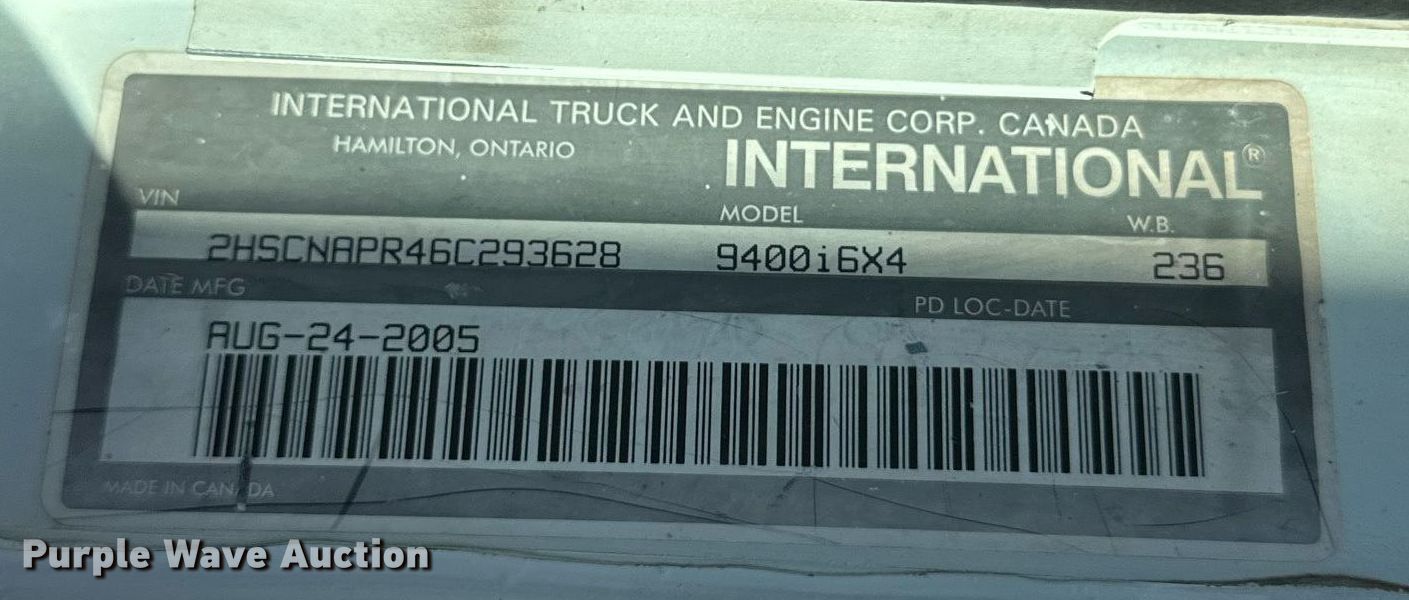 INTERNATIONAL TRUCK AND ENGINE CORP. CANADA
HAMILTON, ONTARIO
INTERNATIONAL®
VIN MODEL W.B.
2HSCNAPR46C293628 9400i6X4 236
DATE MFG PD LOC-DATE
AUG-24-2005
MADE IN CANADA
Purple Wave Auction